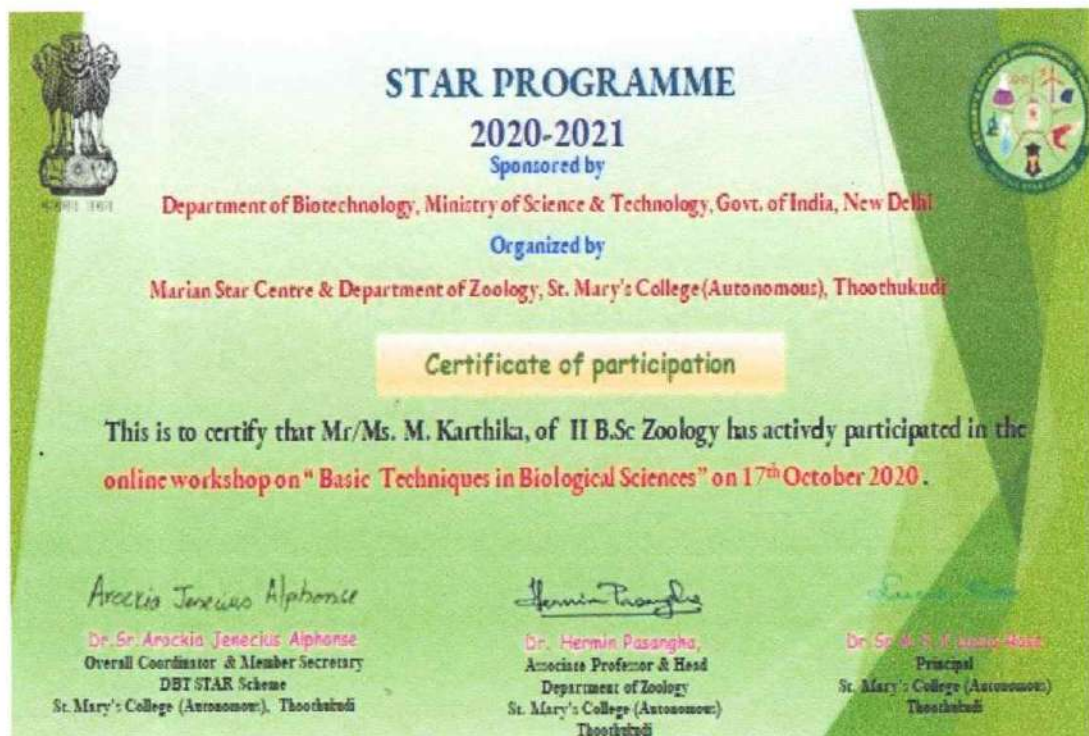 STAR PROGRAMME
2020-2021
Sponsored by
Department of Biotechnology, Ministry of Science & Technology, Govt. of India, New Delhi
Organized by
Marian Star Centre & Department of Zoology, St. Mary's College (Autonomous), Thoothukudi
Certificate of participation
This is to certify that Mr/Ms. M. Karthika, of II B.Sc Zoology has actively participated in the
online workshop on " Basic Techniques in Biological Sciences" on 17th October 2020.
Arockia Jenecius Alphonse
Hermin Pasangha
Dr. Sr. Arockia Jenecius Alphonse
Overall Coordinator & Member Secretary
DBT STAR Scheme
St. Mary's College (Autonomous), Thoothukudi
Dr. Hermin Pasangha,
Associate Professor & Head
Department of Zoology
St. Mary's College (Autonomous)
Thoothukudi
Dr. Sr.
Principal
St. Mary's College (Autonomous)
Thoothukudi